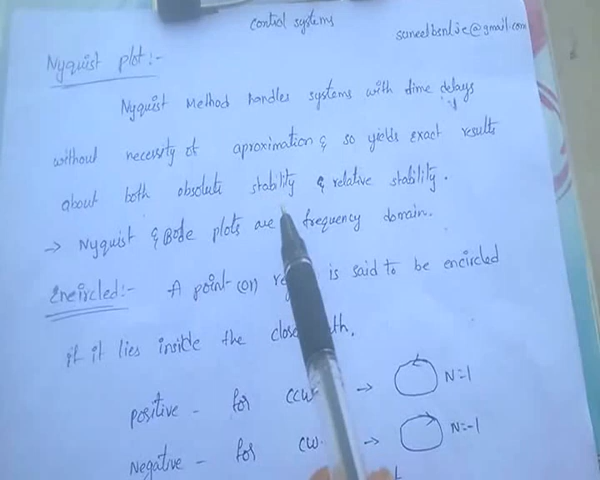 Control systems
suneelbsnl.ie@gmail.com
Nyquist plot:-
Nyquist Method handles systems with time delays
without necessity of aproximation & so yields exact results
about both absolute stability & relative stability.
→ Nyquist & Bode plots are frequency domain.
Encircled:- A point (or) is said to be encircled
if it lies inside the
positive - for CCW → N=1
Negative - for CW. → N=-1